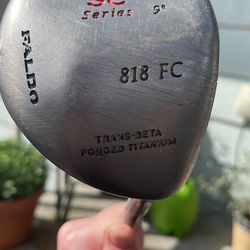 Series 9°
FALDO
818 FC
TRANS-BETA
FORGED TITANIUM